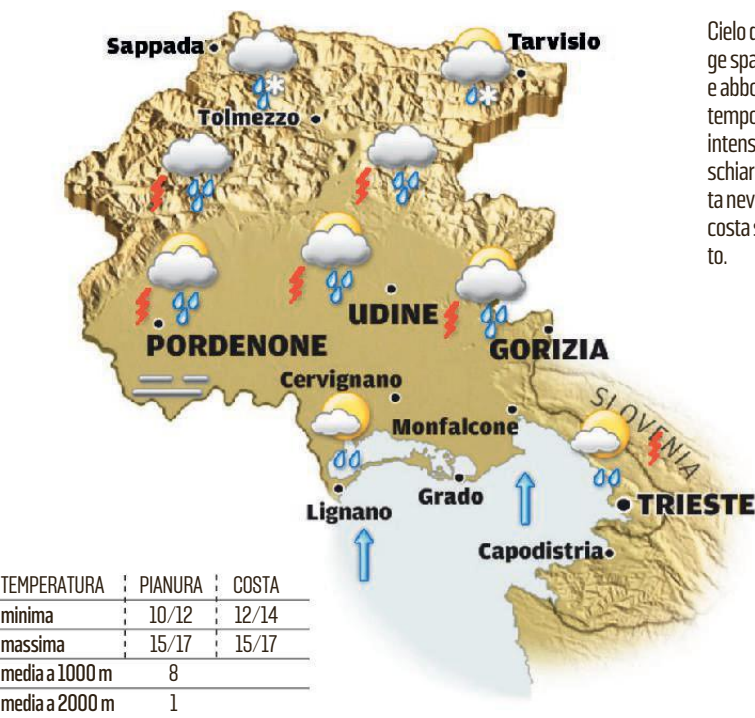 Sappada
Tarvisio
Tolmezzo
UDINE
PORDENONE
GORIZIA
Cervignano
Monfalcone
SLOVENIA
Lignano
Grado
TRIESTE
Capodistria
TEMPERATURA PIANURA COSTA
minima 10/12 12/14
massima 15/17 15/17
media a 1000 m 8
media a 2000 m 1
Cielo
ge spa
e abbo
tempo
intens
schiar
ta nev
costa s
to.